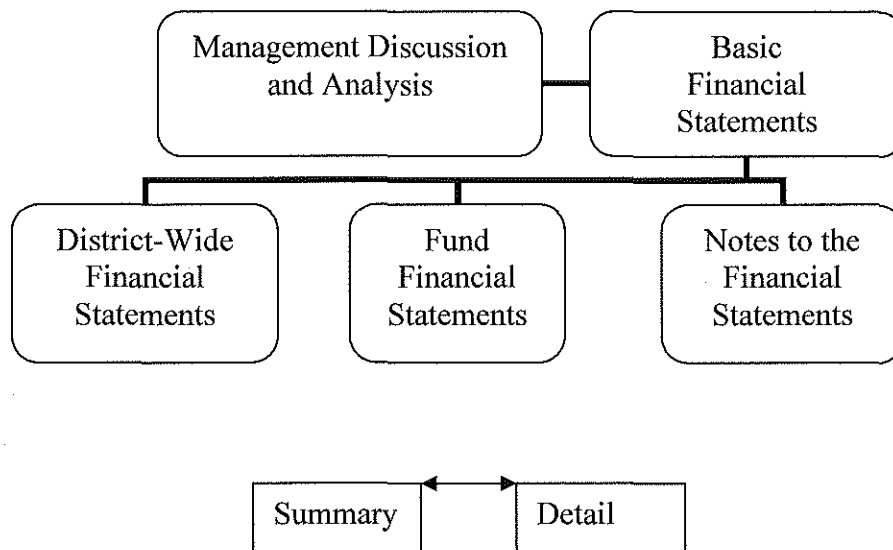 Management Discussion
and Analysis
Basic
Financial
Statements
District-Wide
Financial
Statements
Fund
Financial
Statements
Notes to the
Financial
Statements
Summary
Detail